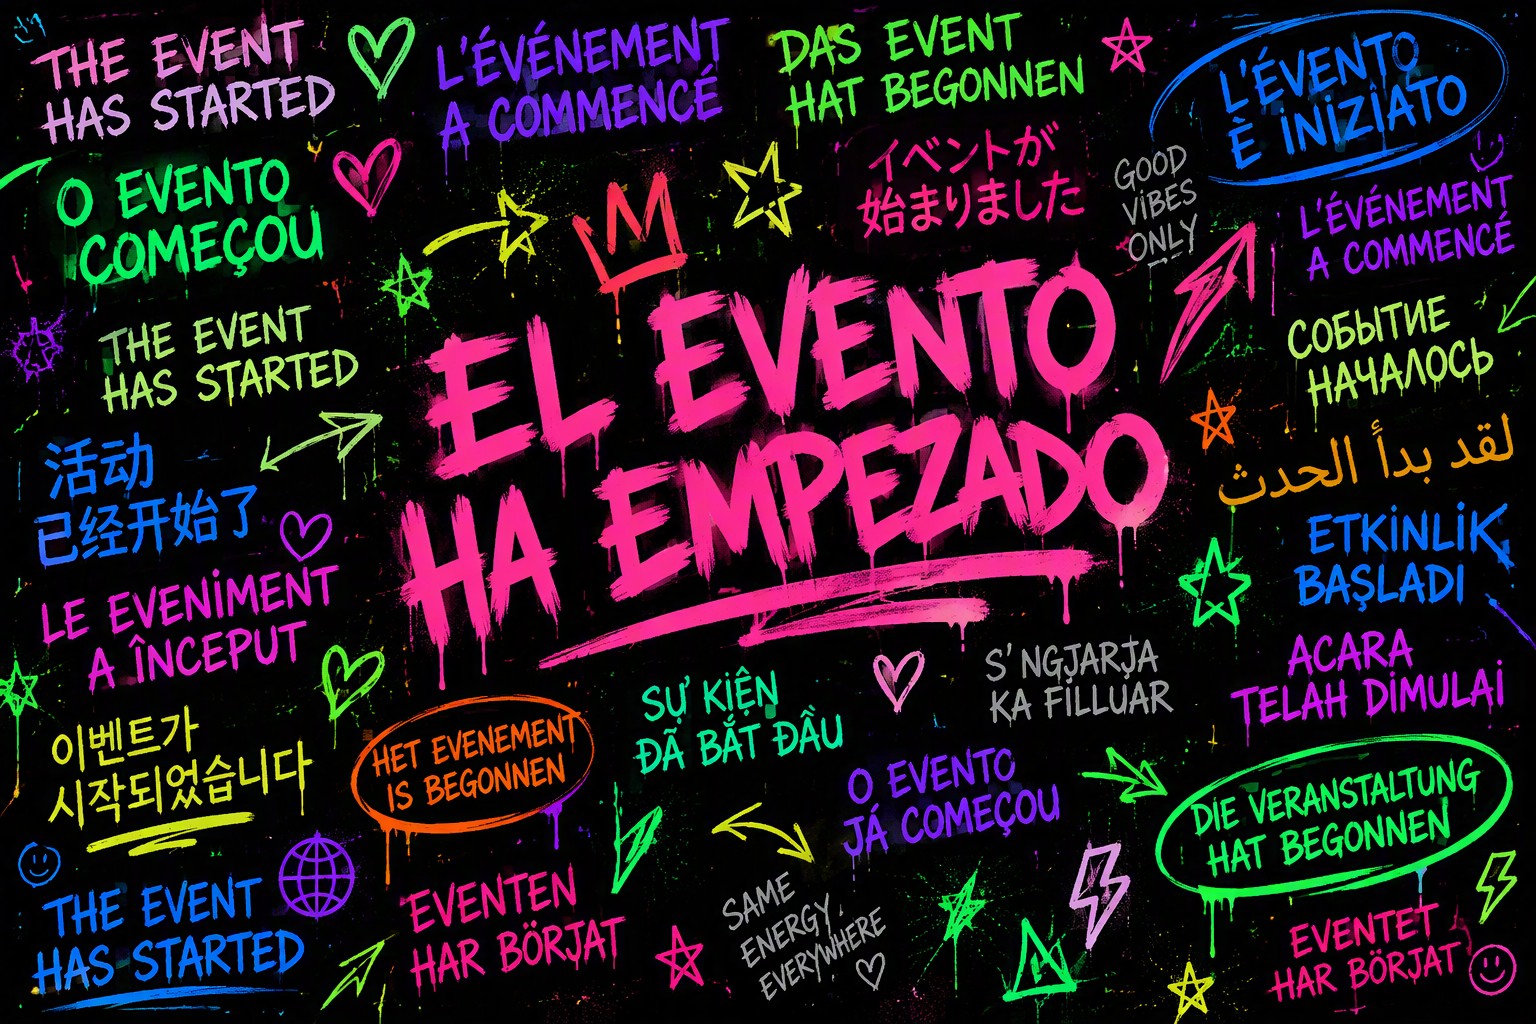 THE EVENT
HAS STARTED
L'ÉVÉNEMENT
A COMMENCÉ
DAS EVENT
HAT BEGONNEN
L'ÉVENTO
È INIZIATO
O EVENTO
COMEÇOU
イベントが
始まりました
GOOD
VIBES
ONLY
L'ÉVÉNEMENT
A COMMENCÉ
THE EVENT
HAS STARTED
EL EVENTO
HA EMPEZADO
СОБЫТИЕ
НАЧАЛОСЬ
活动
已经开始了
لقد بدأ الحدث
ETKİNLİK
BAŞLADI
LE EVENIMENT
A ÎNCEPUT
SỰ KIỆN
ĐÃ BẮT ĐẦU
S'NGJARJA
KA FILLUAR
ACARA
TELAH DIMULAI
이벤트가
시작되었습니다
HET EVENEMENT
IS BEGONNEN
O EVENTO
JÁ COMEÇOU
DIE VERANSTALTUNG
HAT BEGONNEN
THE EVENT
HAS STARTED
EVENTEN
HAR BÖRJAT
SAME
ENERGY
EVERYWHERE
EVENTET
HAR BÖRJAT